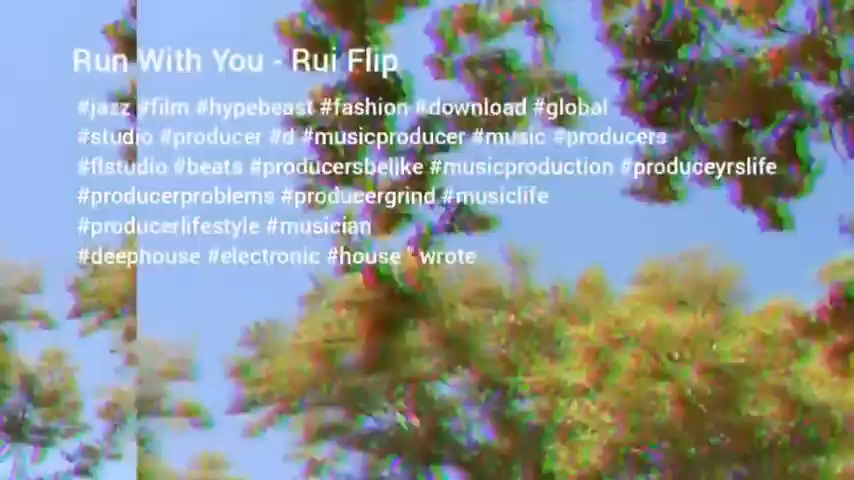 Run With You - Rui Flip
#jazz #film #hypebeast #fashion #download #global
#studio #producer #d #musicproducer #music #producers
#flstudio #beats #producersbelike #musicproduction #produceyrslife
#producerproblems #producergrind #musiclife
#producerlifestyle #musician
#deephouse #electronic #house " wrote